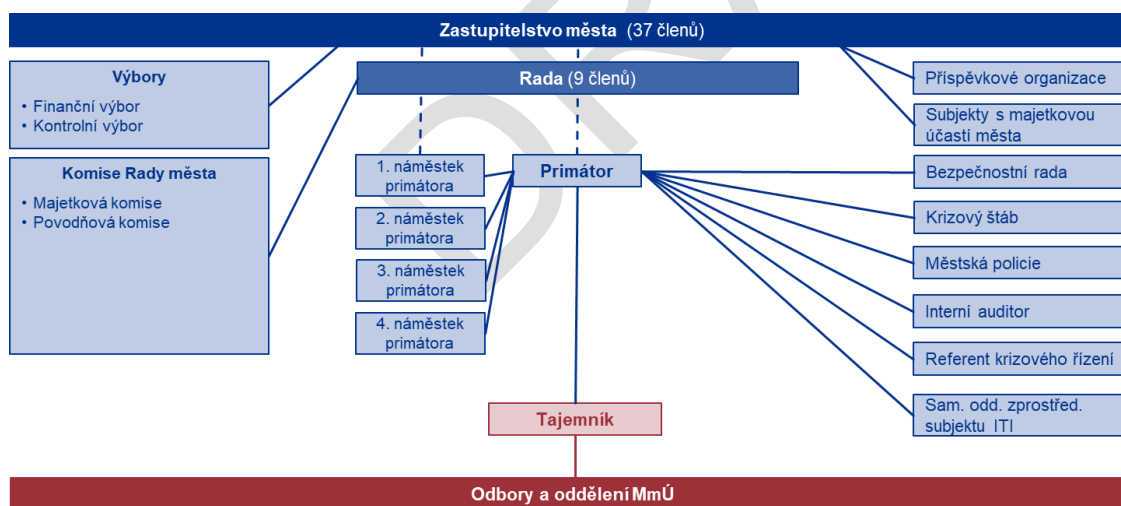 Zastupitelstvo města (37 členů)
Rada (9 členů)
Výbory
• Finanční výbor
• Kontrolní výbor
Komise Rady města
• Majetková komise
• Povodňová komise
1. náměstek
primátora
2. náměstek
primátora
3. náměstek
primátora
4. náměstek
primátora
Primátor
Příspěvkové organizace
Subjekty s majetkovou
účastí města
Bezpečnostní rada
Krizový štáb
Městská policie
Interní auditor
Referent krizového řízení
Sam. odd. zprostřed.
subjektu ITI
Tajemník
Odbory a oddělení MmÚ